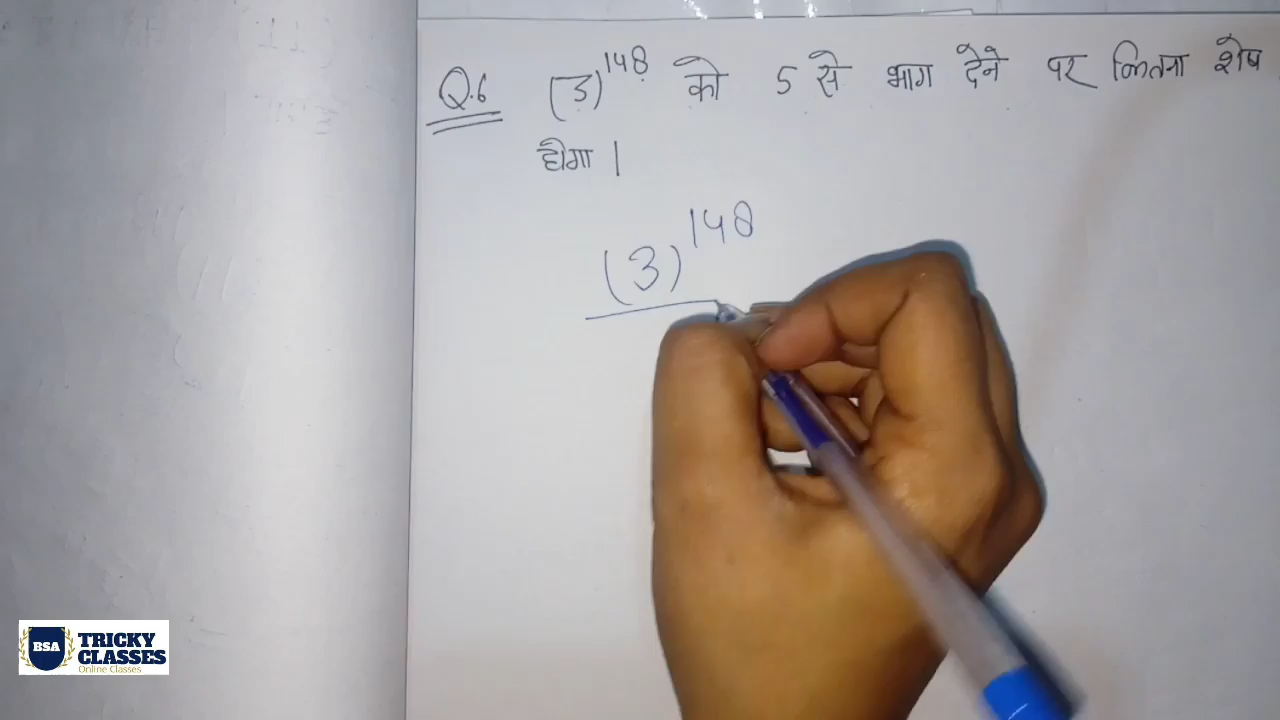 Q.6 (3)^148 को 5 से भाग देने पर कितना शेष
होगा |
(3)^148
BSA
TRICKY
CLASSES
Online Classes